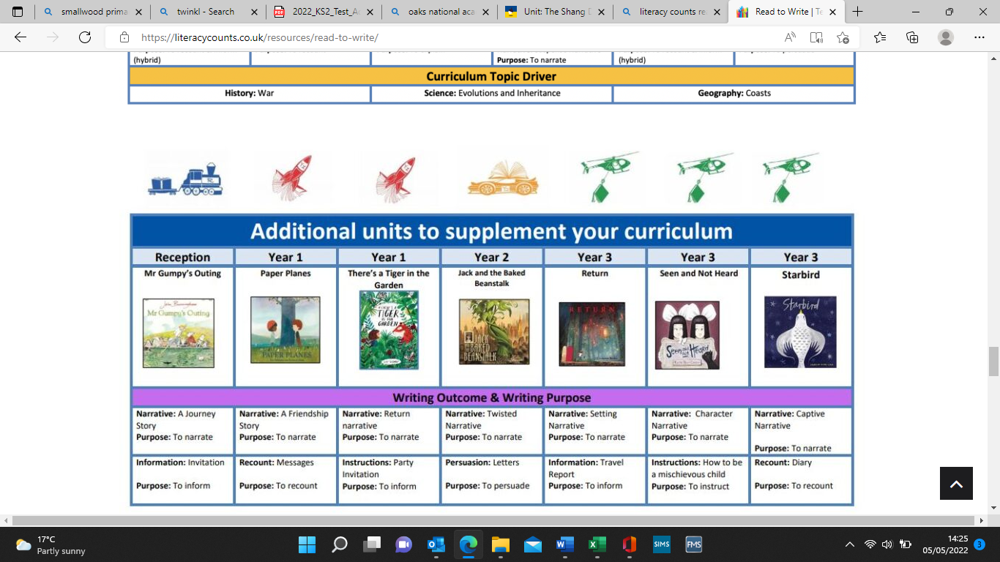 smallwood prima
twinkl - Search
2022_KS2_Test_A
oaks national aca
Unit: The Shang D
literacy counts re
Read to Write | Te
https://literacycounts.co.uk/resources/read-to-write/
(hybrid)
Purpose: To narrate
(hybrid)
Curriculum Topic Driver
History: War
Science: Evolutions and Inheritance
Geography: Coasts
Additional units to supplement your curriculum
Reception
Year 1
Year 1
Year 2
Year 3
Year 3
Year 3
Mr Gumpy's Outing
Paper Planes
There's a Tiger in the
Garden
Jack and the Baked
Beanstalk
Return
Seen and Not Heard
Starbird
Mr Gumpy's Outing
PAPER PLANES
THERE'S A
TIGER
IN THE
GARDEN
JACK
AND THE
BAKED
BEANSTALK
RETURN
Seen and not Heard
Starbird
Writing Outcome & Writing Purpose
Narrative: A Journey
Story
Purpose: To narrate
Narrative: A Friendship
Story
Purpose: To narrate
Narrative: Return
narrative
Purpose: To narrate
Narrative: Twisted
Narrative
Purpose: To narrate
Narrative: Setting
Narrative
Purpose: To narrate
Narrative: Character
Narrative
Purpose: To narrate
Narrative: Captive
Narrative
Purpose: To narrate
Information: Invitation
Purpose: To inform
Recount: Messages
Purpose: To recount
Instructions: Party
Invitation
Purpose: To inform
Persuasion: Letters
Purpose: To persuade
Information: Travel
Report
Purpose: To inform
Instructions: How to be
a mischievous child
Purpose: To instruct
Recount: Diary
Purpose: To recount
17°C
Partly sunny
SIMS
FMS
14:25
05/05/2022
3